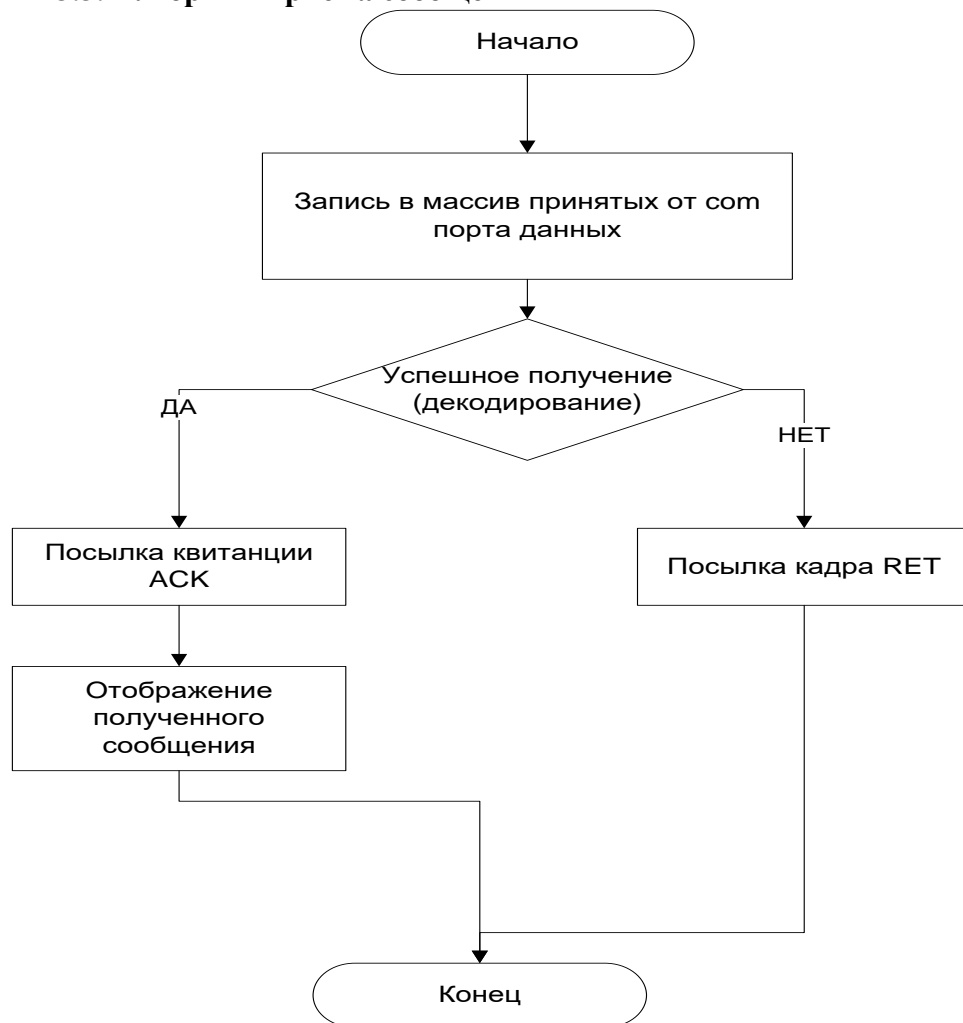 Начало
Запись в массив принятых от com
порта данных
Успешное получение
(декодирование)
ДА
НЕТ
Посылка квитанции
ACK
Посылка кадра RET
Отображение
полученного
сообщения
Конец